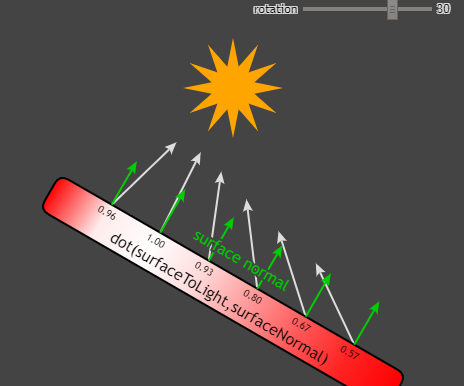 rotation 30
0.96
1.00
0.93
0.80
0.67
0.57
surface normal
dot(surfaceToLight,surfaceNormal)